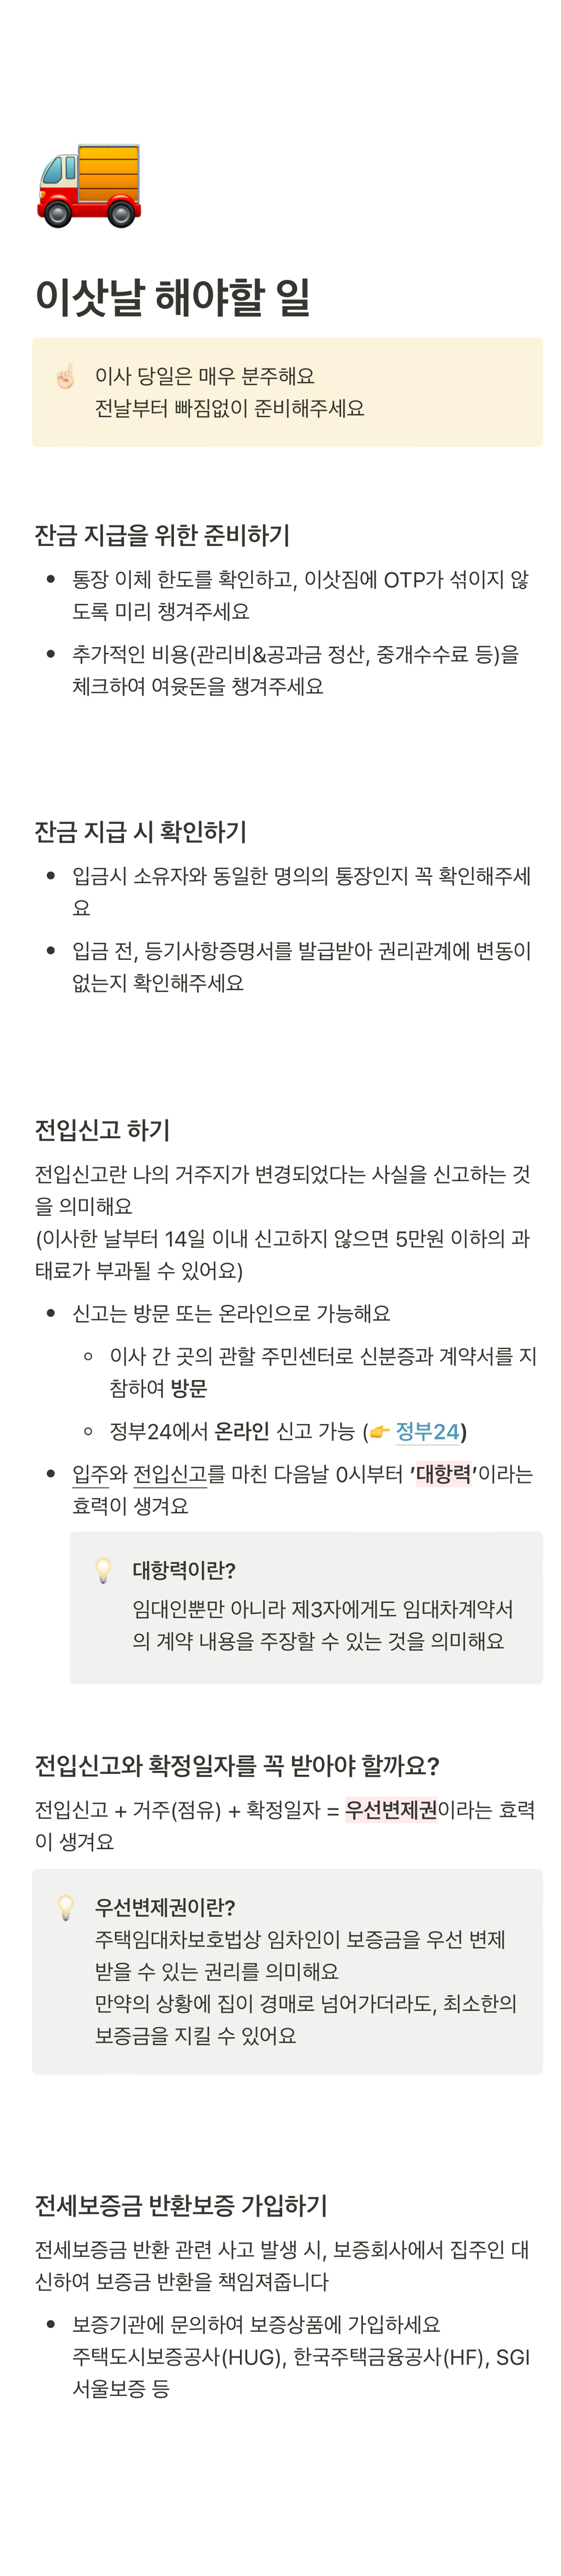 이삿날 해야할 일
이사 당일은 매우 분주해요
전날부터 빠짐없이 준비해주세요
잔금 지급을 위한 준비하기
• 통장 이체 한도를 확인하고, 이삿짐에 OTP가 섞이지 않
도록 미리 챙겨주세요
• 추가적인 비용(관리비&공과금 정산, 중개수수료 등)을
체크하여 여윳돈을 챙겨주세요
잔금 지급 시 확인하기
• 입금시 소유자와 동일한 명의의 통장인지 꼭 확인해주세
요
• 입금 전, 등기사항증명서를 발급받아 권리관계에 변동이
없는지 확인해주세요
전입신고 하기
전입신고란 나의 거주지가 변경되었다는 사실을 신고하는 것
을 의미해요
(이사한 날부터 14일 이내 신고하지 않으면 5만원 이하의 과
태료가 부과될 수 있어요)
• 신고는 방문 또는 온라인으로 가능해요
◦ 이사 간 곳의 관할 주민센터로 신분증과 계약서를 지
참하여 방문
◦ 정부24에서 온라인 신고 가능 (👉 정부24)
• 입주와 전입신고를 마친 다음날 0시부터 '대항력'이라는
효력이 생겨요
대항력이란?
임대인뿐만 아니라 제3자에게도 임대차계약서
의 계약 내용을 주장할 수 있는 것을 의미해요
전입신고와 확정일자를 꼭 받아야 할까요?
전입신고 + 거주(점유) + 확정일자 = 우선변제권이라는 효력
이 생겨요
우선변제권이란?
주택임대차보호법상 임차인이 보증금을 우선 변제
받을 수 있는 권리를 의미해요
만약의 상황에 집이 경매로 넘어가더라도, 최소한의
보증금을 지킬 수 있어요
전세보증금 반환보증 가입하기
전세보증금 반환 관련 사고 발생 시, 보증회사에서 집주인 대
신하여 보증금 반환을 책임져줍니다
• 보증기관에 문의하여 보증상품에 가입하세요
주택도시보증공사(HUG), 한국주택금융공사(HF), SGI
서울보증 등